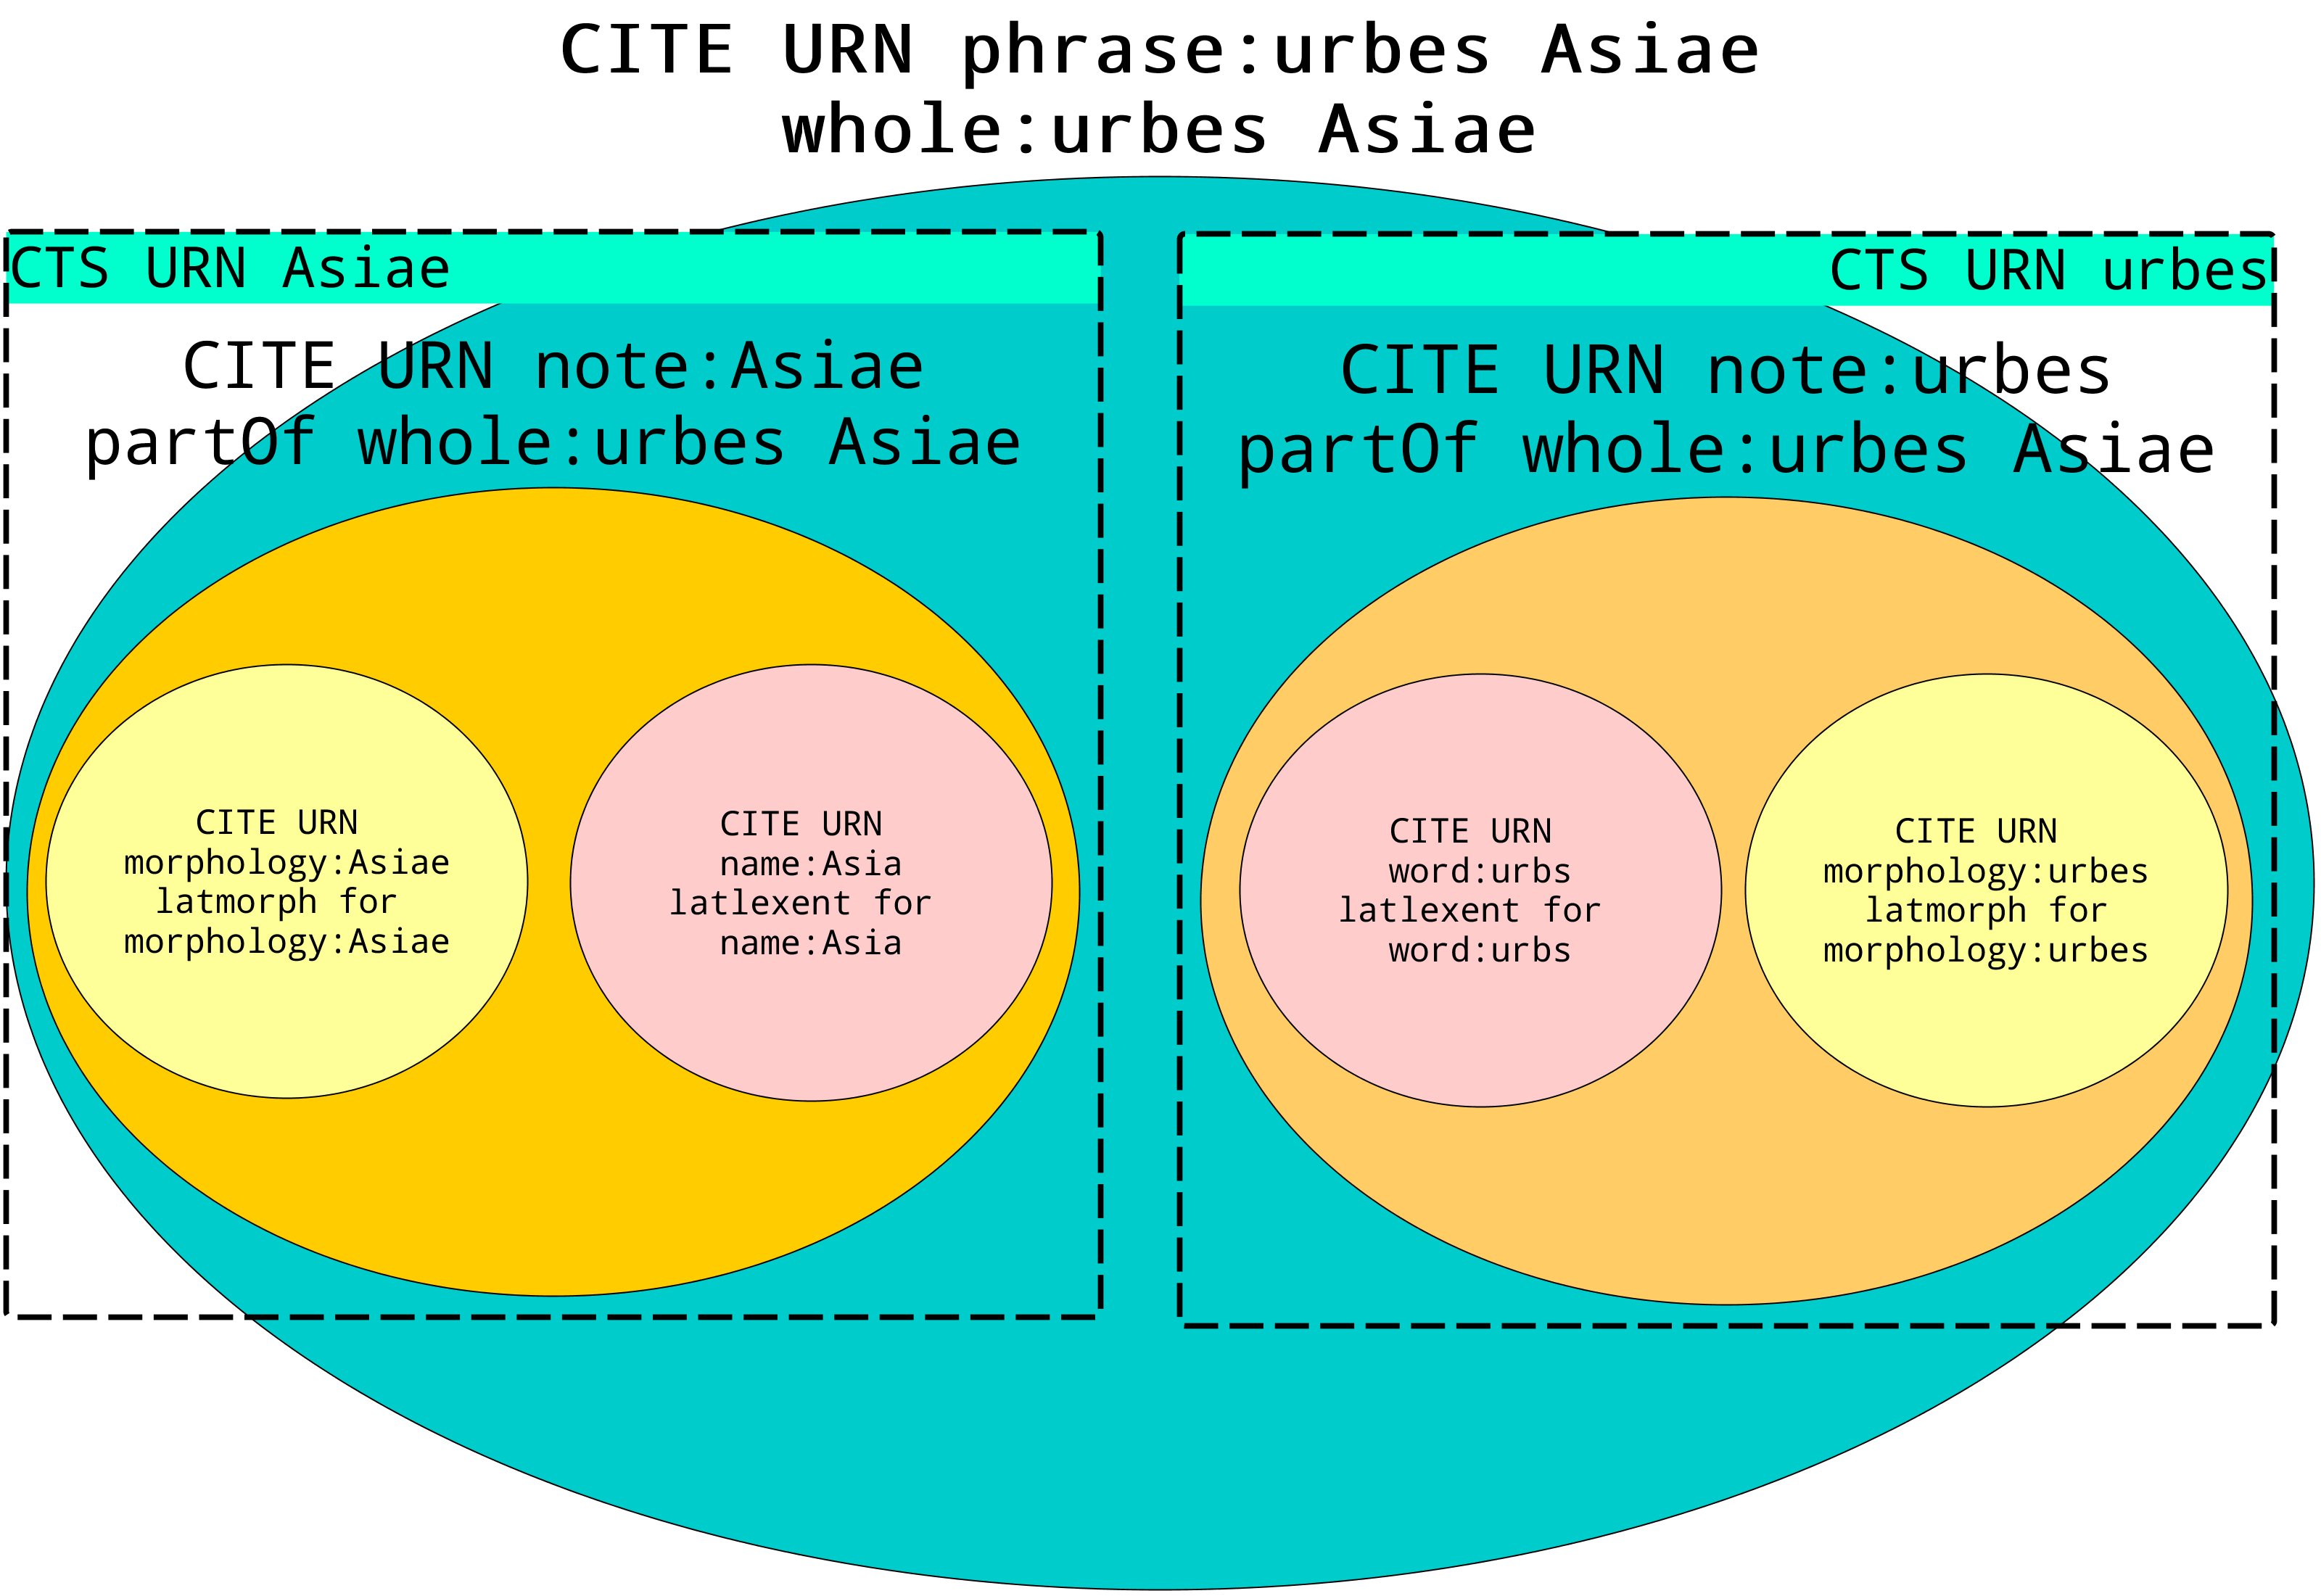 CITE URN phrase:urbes Asiae
whole:urbes Asiae
CTS URN Asiae
CITE URN note:Asiae
partOf whole:urbes Asiae
CITE URN
morphology:Asiae
latmorph for
morphology:Asiae
CITE URN
name:Asia
latlexent for
name:Asia
CTS URN urbes
CITE URN note:urbes
partOf whole:urbes Asiae
CITE URN
word:urbs
latlexent for
word:urbs
CITE URN
morphology:urbes
latmorph for
morphology:urbes